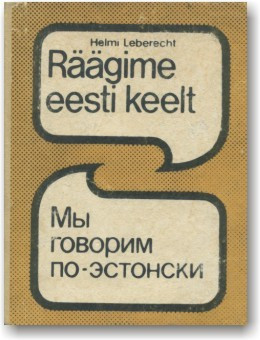 Helmi Leberecht
Räägime
eesti keelt
Мы
говорим
по-эстонски